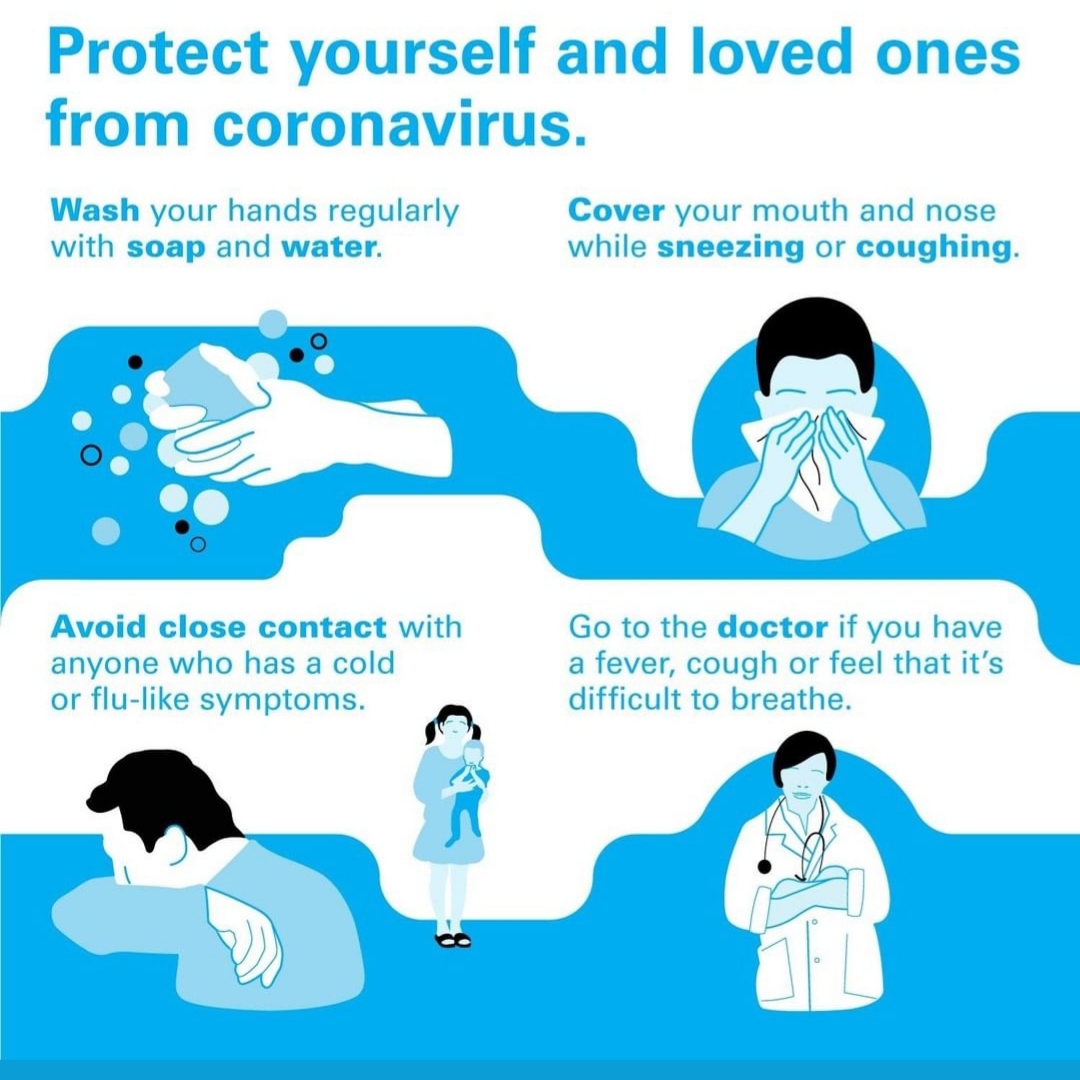 Protect yourself and loved ones
from coronavirus.
Wash your hands regularly
with soap and water.
Cover your mouth and nose
while sneezing or coughing.
Avoid close contact with
anyone who has a cold
or flu-like symptoms.
Go to the doctor if you have
a fever, cough or feel that it's
difficult to breathe.